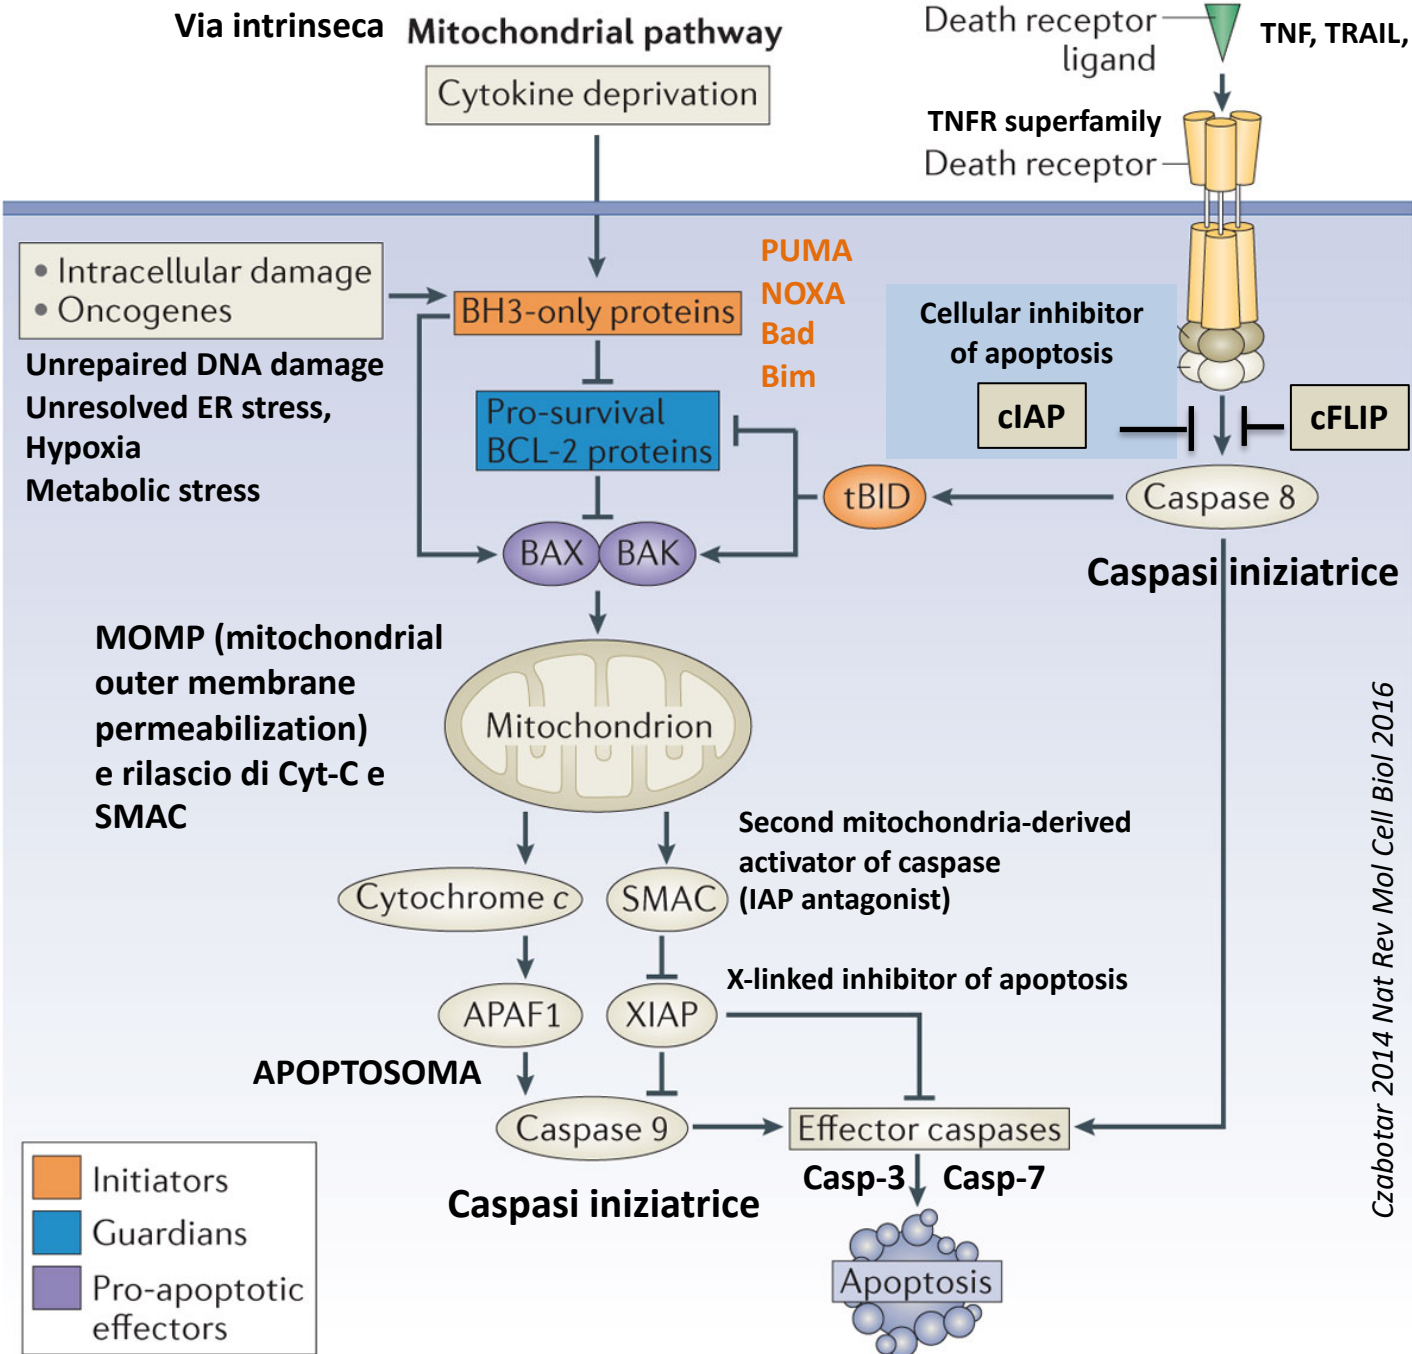 Via intrinseca
Mitochondrial pathway
Cytokine deprivation
Death receptor
ligand
TNF, TRAIL,
TNFR superfamily
Death receptor
• Intracellular damage
• Oncogenes
Unrepaired DNA damage
Unresolved ER stress,
Hypoxia
Metabolic stress
BH3-only proteins
PUMA
NOXA
Bad
Bim
Cellular inhibitor
of apoptosis
cIAP
cFLIP
Pro-survival
BCL-2 proteins
tBID
Caspase 8
Caspasi iniziatrice
BAX
BAK
MOMP (mitochondrial
outer membrane
permeabilization)
e rilascio di Cyt-C e
SMAC
Mitochondrion
Second mitochondria-derived
activator of caspase
(IAP antagonist)
Cytochrome c
SMAC
X-linked inhibitor of apoptosis
APAF1
XIAP
APOPTOSOMA
Caspase 9
Effector caspases
Caspasi iniziatrice
Casp-3
Casp-7
Apoptosis
Initiators
Guardians
Pro-apoptotic
effectors
Czabotar 2014 Nat Rev Mol Cell Biol 2016